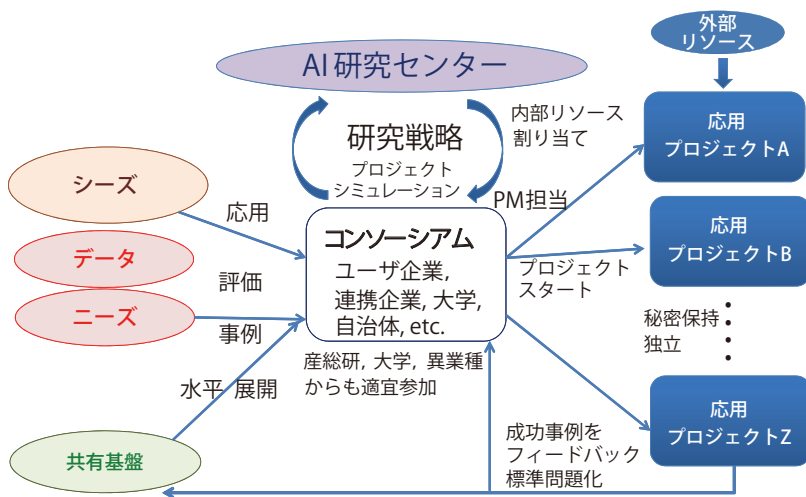 外部
リソース
AI研究センター
内部リソース
割り当て
研究戦略
プロジェクト
シミュレーション
応用
プロジェクトA
シーズ
応用
PM担当
コンソーシアム
ユーザ企業,
連携企業, 大学,
自治体, etc.
データ
評価
プロジェクト
スタート
応用
プロジェクトB
ニーズ
事例
秘密保持
独立
産総研, 大学, 異業種
からも適宜参加
水平 展開
応用
プロジェクトZ
成功事例を
フィードバック
標準問題化
共有基盤